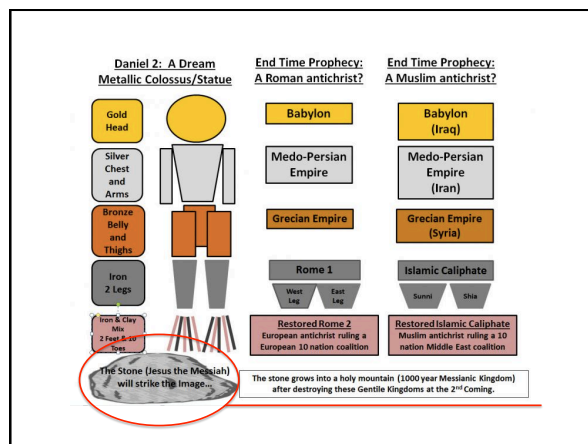 Daniel 2: A Dream
Metallic Colossus/Statue
End Time Prophecy:
A Roman antichrist?
End Time Prophecy:
A Muslim antichrist?
Gold
Head
Babylon
Babylon
(Iraq)
Silver
Chest
and
Arms
Medo-Persian
Empire
Medo-Persian
Empire
(Iran)
Bronze
Belly
and
Thighs
Grecian Empire
Grecian Empire
(Syria)
Iron
2 Legs
Rome 1
West
Leg
East
Leg
Islamic Caliphate
Sunni
Shia
Iron & Clay
Mix
2 Feet & 10
Toes
Restored Rome 2
European antichrist ruling a
European 10 nation coalition
Restored Islamic Caliphate
Muslim antichrist ruling a 10
nation Middle East coalition
The Stone (Jesus the Messiah)
will strike the Image...
The stone grows into a holy mountain (1000 year Messianic Kingdom)
after destroying these Gentile Kingdoms at the 2nd Coming.